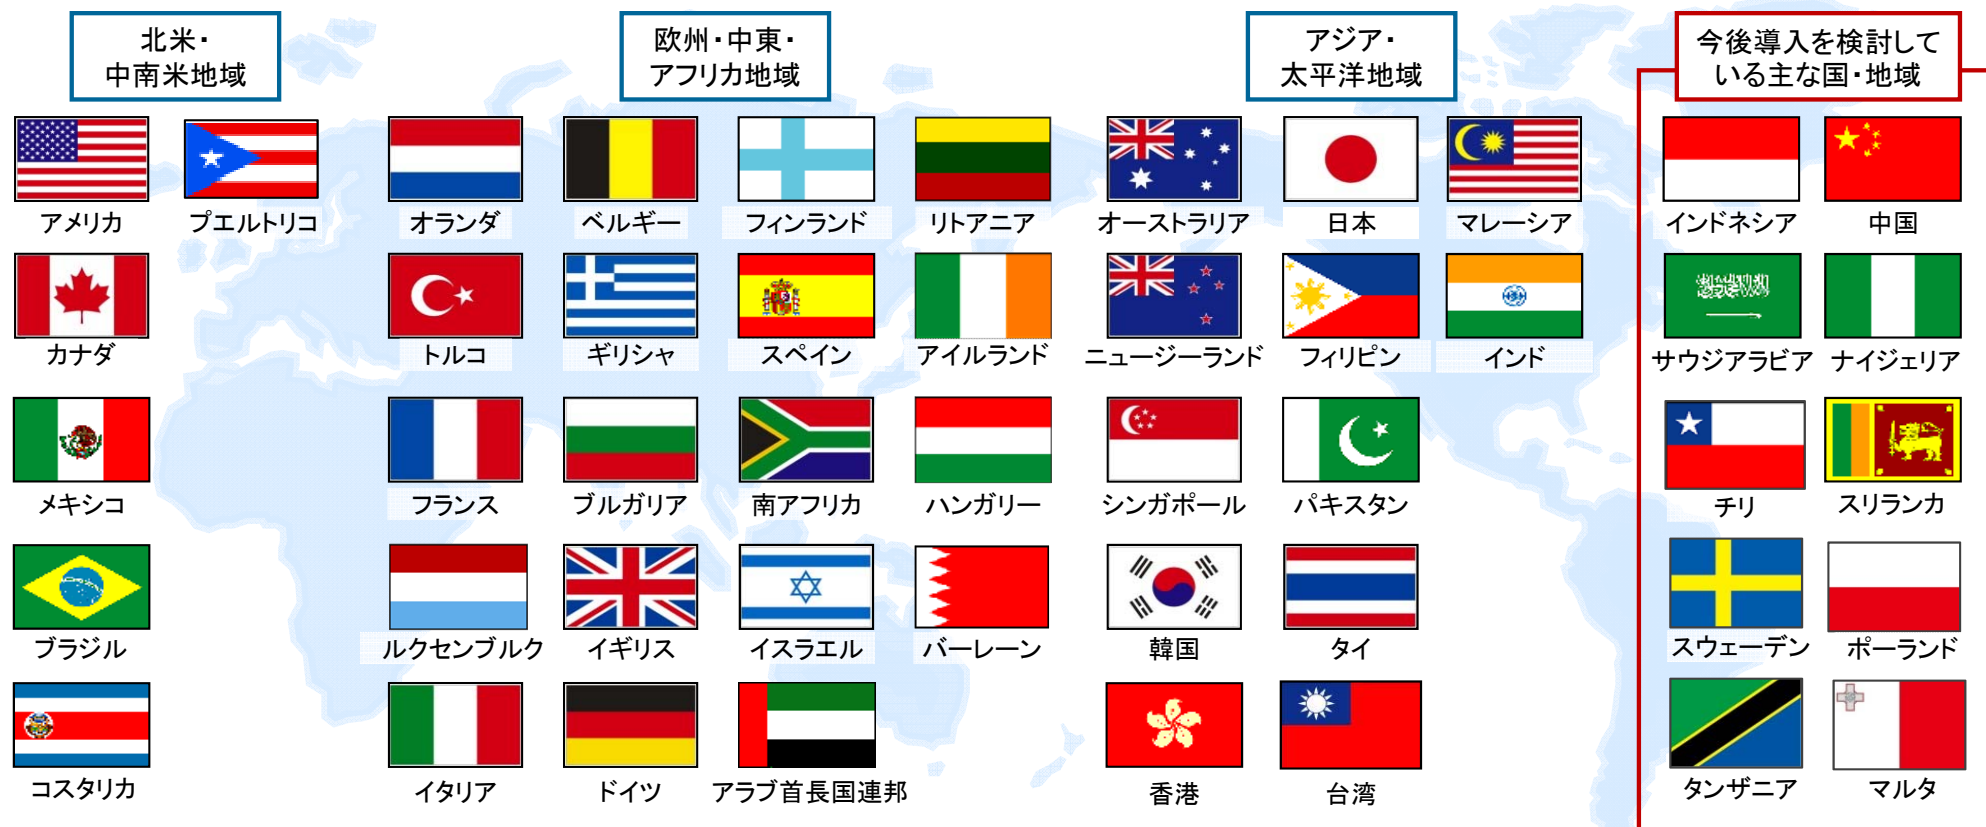 北米・
中南米地域
欧州・中東・
アフリカ地域
アジア・
太平洋地域
今後導入を検討して
いる主な国・地域
アメリカ
プエルトリコ
オランダ
ベルギー
フィンランド
リトアニア
オーストラリア
日本
マレーシア
インドネシア
中国
カナダ
トルコ
ギリシャ
スペイン
アイルランド
ニュージーランド
フィリピン
インド
サウジアラビア
ナイジェリア
メキシコ
フランス
ブルガリア
南アフリカ
ハンガリー
シンガポール
パキスタン
チリ
スリランカ
ブラジル
ルクセンブルク
イギリス
イスラエル
バーレーン
韓国
タイ
スウェーデン
ポーランド
コスタリカ
イタリア
ドイツ
アラブ首長国連邦
香港
台湾
タンザニア
マルタ